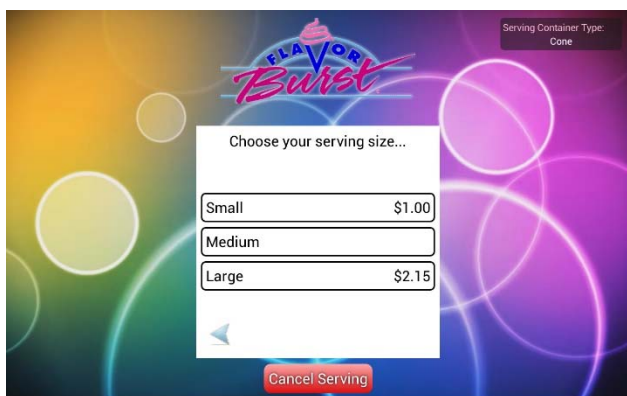 Serving Container Type:
Cone
FLAVOR
Burst
Choose your serving size...
Small $1.00
Medium
Large $2.15
Cancel Serving